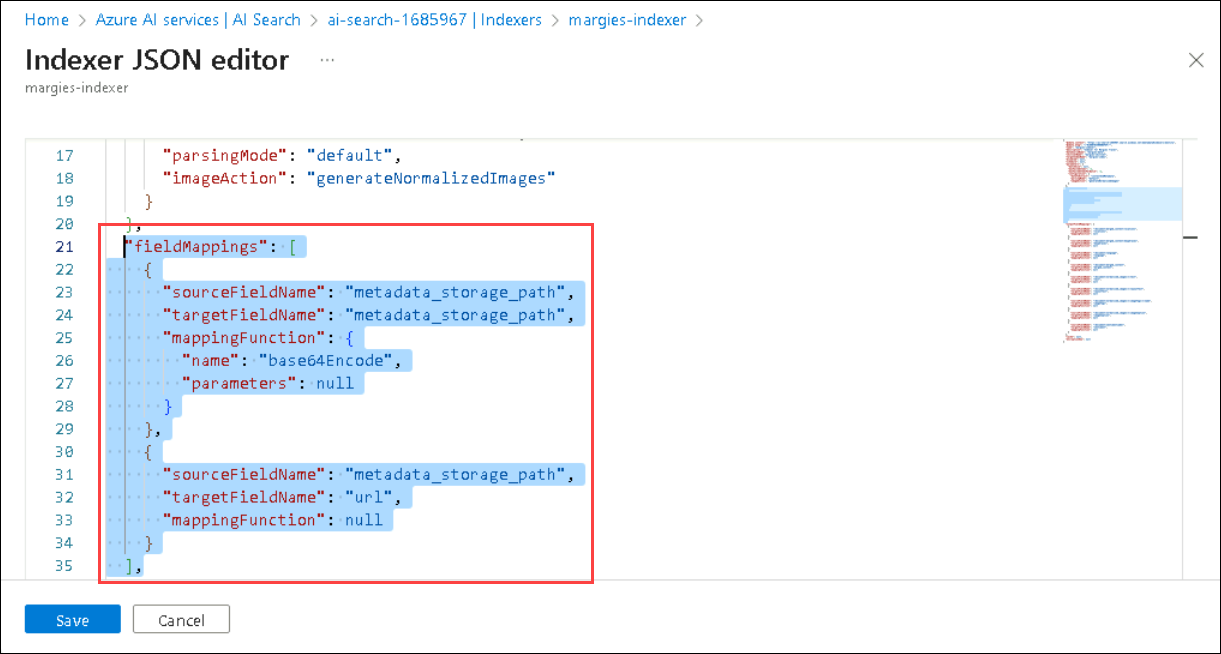 Home > Azure AI services | AI Search > ai-search-1685967 | Indexers > margies-indexer >
Indexer JSON editor ...
margies-indexer
17 "parsingMode": "default",
18 "imageAction": "generateNormalizedImages"
19 }
20 },
21 "fieldMappings": [
22 {
23 "sourceFieldName": "metadata_storage_path",
24 "targetFieldName": "metadata_storage_path",
25 "mappingFunction": {
26 "name": "base64Encode",
27 "parameters": null
28 }
29 },
30 {
31 "sourceFieldName": "metadata_storage_path",
32 "targetFieldName": "url",
33 "mappingFunction": null
34 }
35 ],
Save Cancel